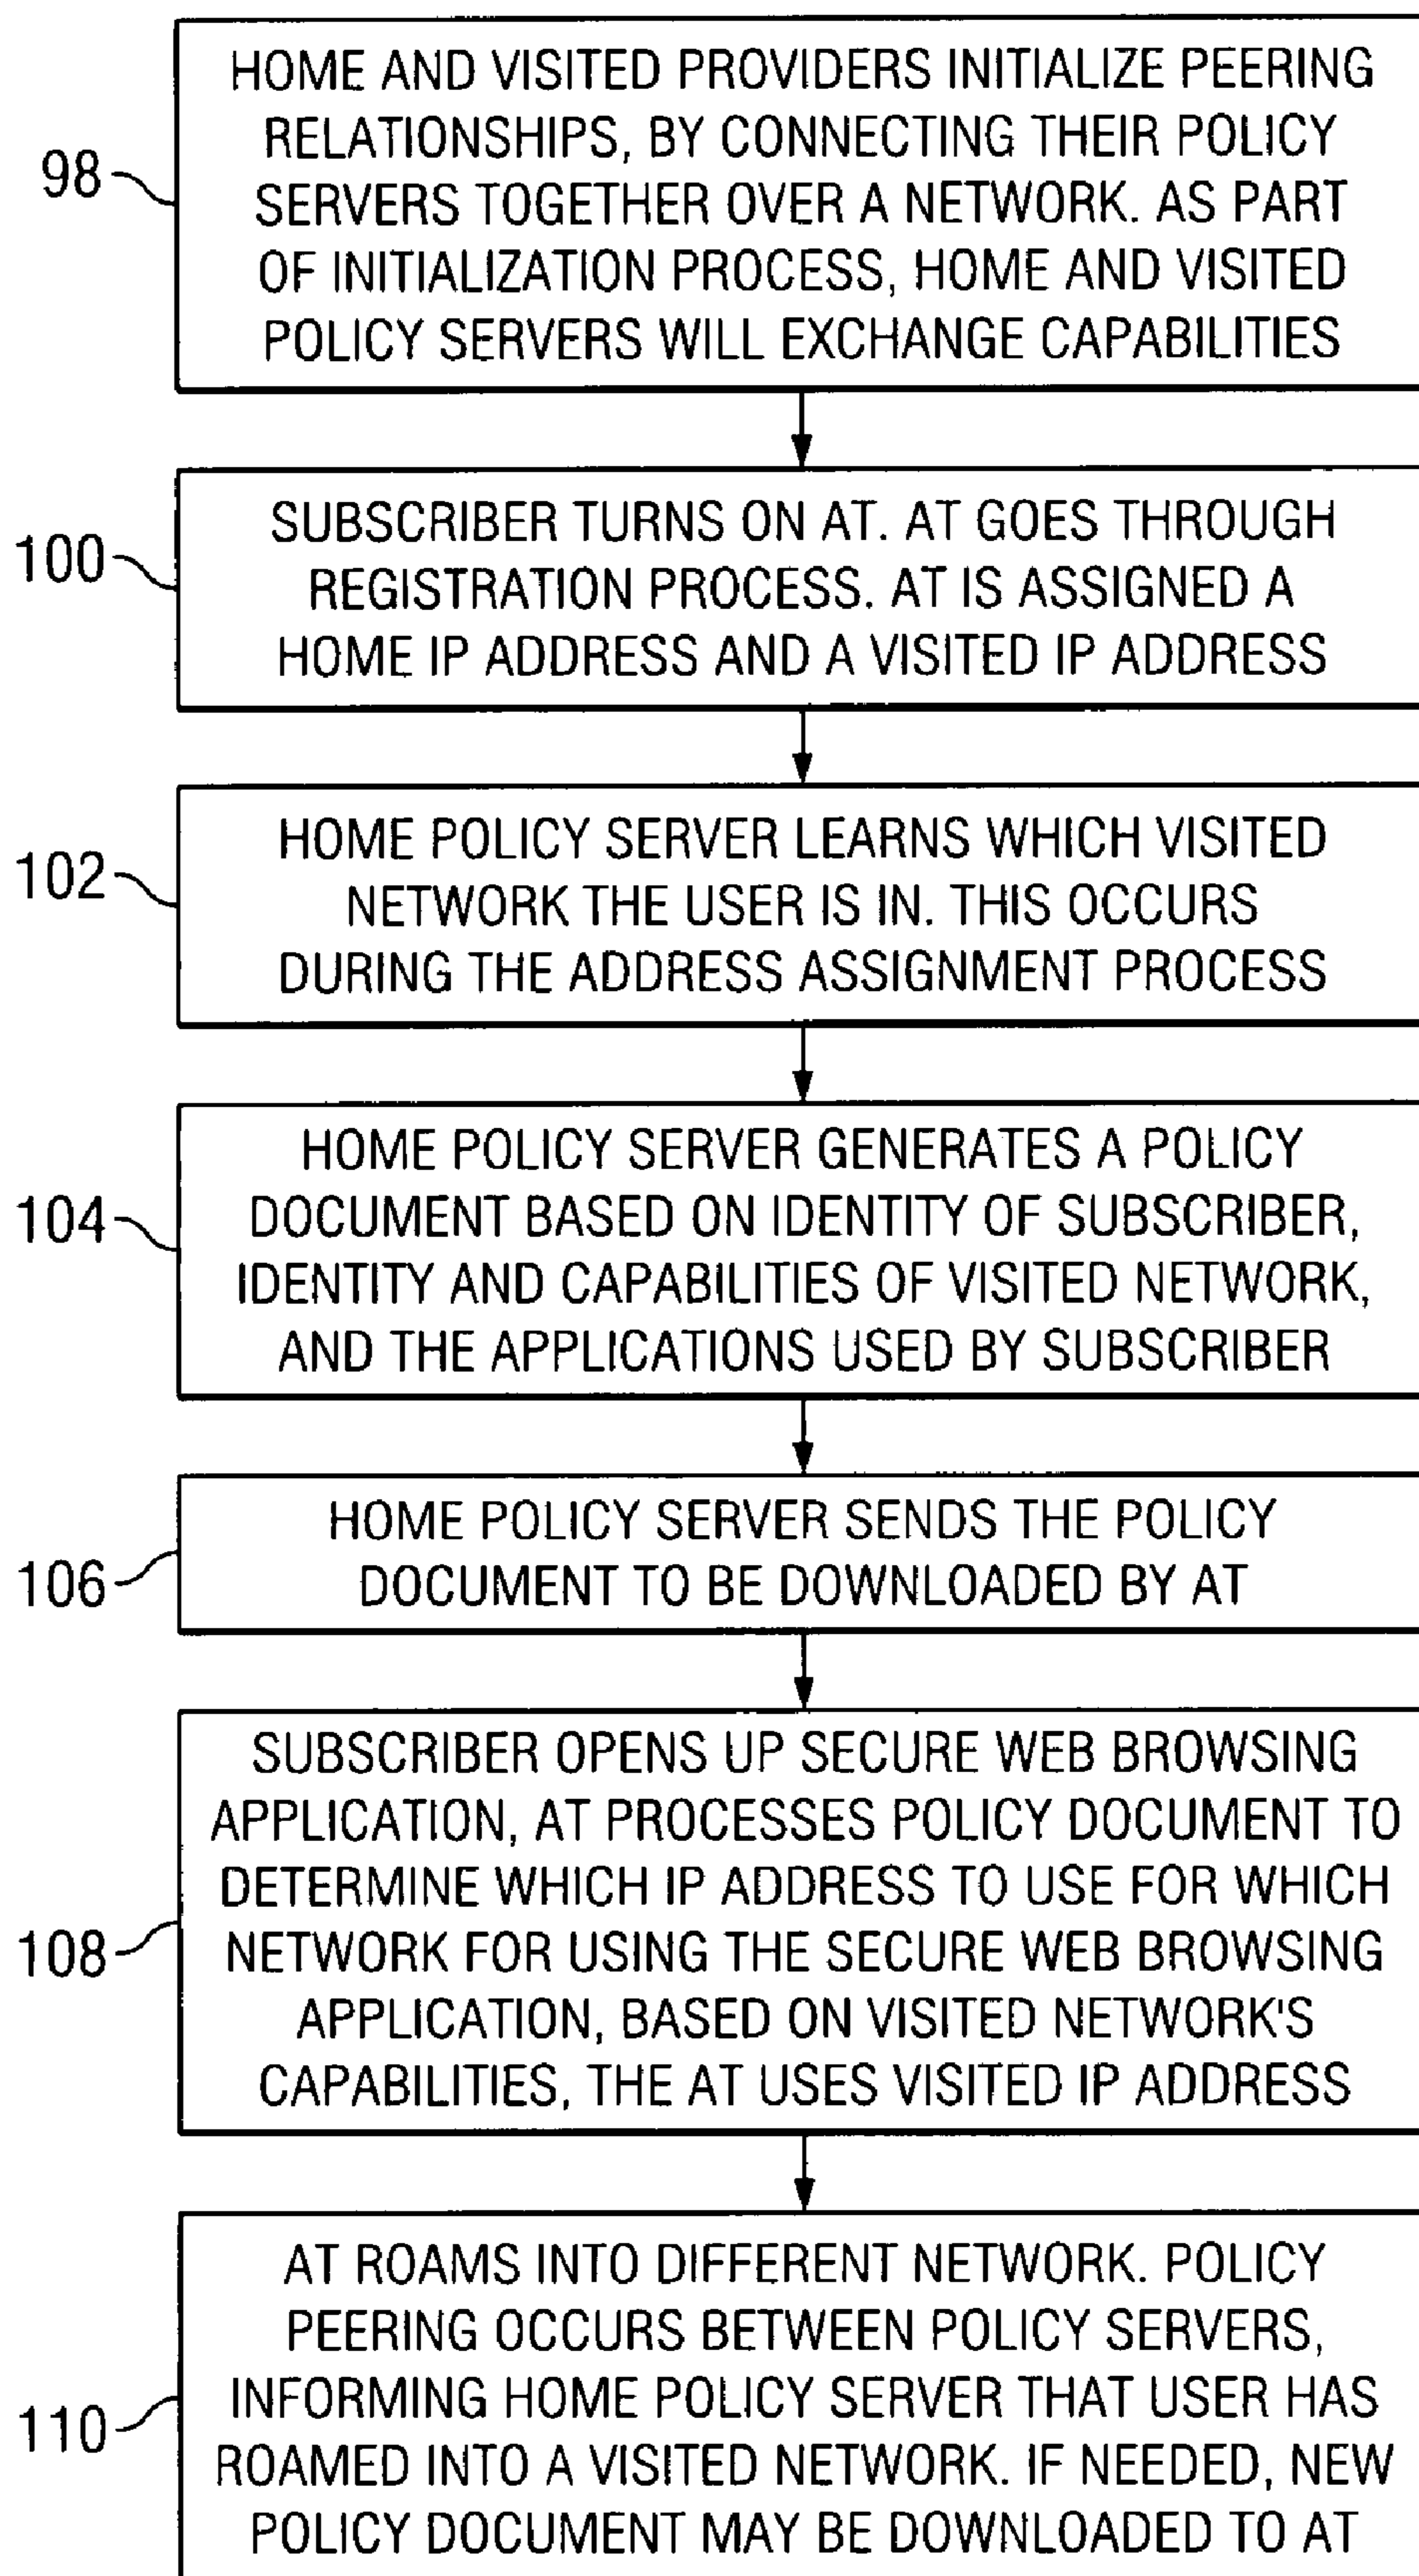 HOME AND VISITED PROVIDERS INITIALIZE PEERING
RELATIONSHIPS, BY CONNECTING THEIR POLICY
98
SERVERS TOGETHER OVER A NETWORK. AS PART
OF INITIALIZATION PROCESS, HOME AND VISITED
POLICY SERVERS WILL EXCHANGE CAPABILITIES
SUBSCRIBER TURNS ON AT. AT GOES THROUGH
100
REGISTRATION PROCESS. AT IS ASSIGNED A
HOME IP ADDRESS AND A VISITED IP ADDRESS
HOME POLICY SERVER LEARNS WHICH VISITED
102
NETWORK THE USER IS IN. THIS OCCURS
DURING THE ADDRESS ASSIGNMENT PROCESS
HOME POLICY SERVER GENERATES A POLICY
104
DOCUMENT BASED ON IDENTITY OF SUBSCRIBER,
IDENTITY AND CAPABILITIES OF VISITED NETWORK,
AND THE APPLICATIONS USED BY SUBSCRIBER
HOME POLICY SERVER SENDS THE POLICY
106
DOCUMENT TO BE DOWNLOADED BY AT
SUBSCRIBER OPENS UP SECURE WEB BROWSING
APPLICATION, AT PROCESSES POLICY DOCUMENT TO
DETERMINE WHICH IP ADDRESS TO USE FOR WHICH
108
NETWORK FOR USING THE SECURE WEB BROWSING
APPLICATION, BASED ON VISITED NETWORK'S
CAPABILITIES, THE AT USES VISITED IP ADDRESS
AT ROAMS INTO DIFFERENT NETWORK. POLICY
PEERING OCCURS BETWEEN POLICY SERVERS,
INFORMING HOME POLICY SERVER THAT USER HAS
110
ROAMED INTO A VISITED NETWORK. IF NEEDED, NEW
POLICY DOCUMENT MAY BE DOWNLOADED TO AT